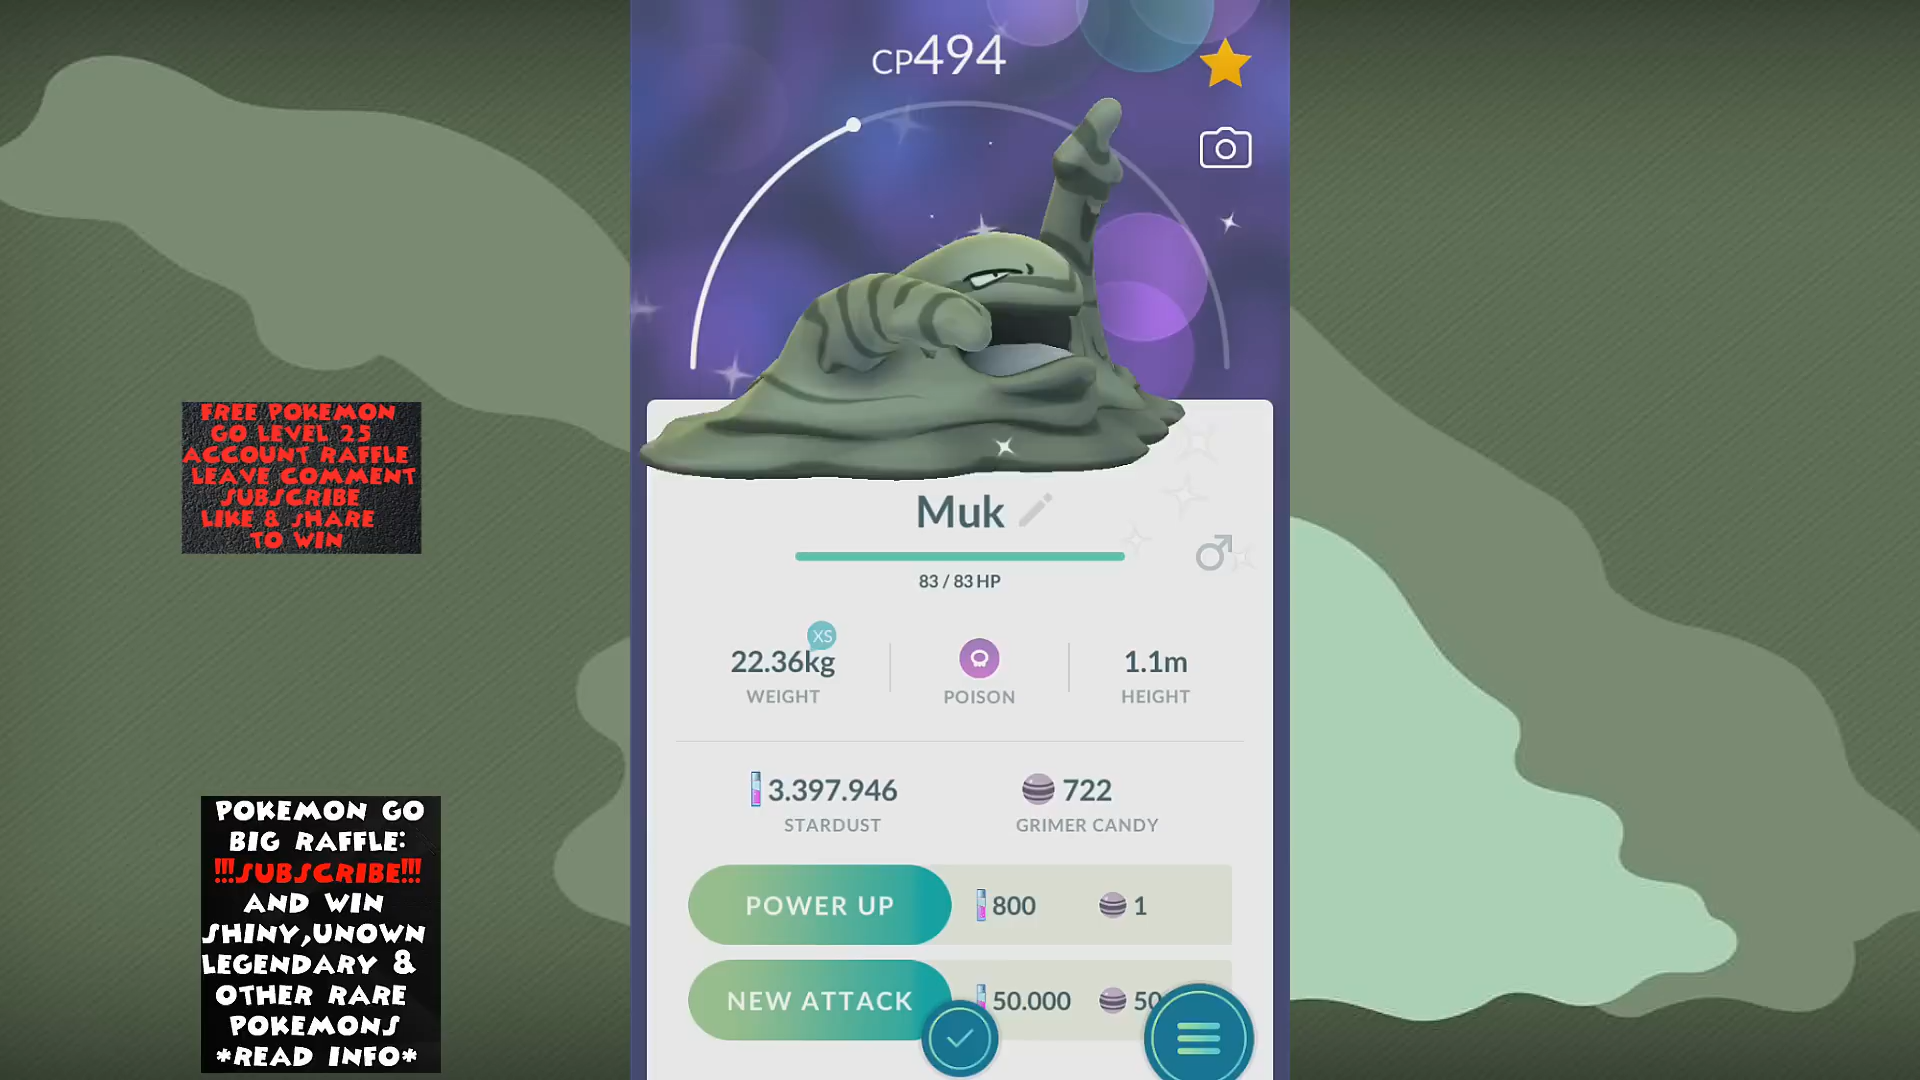 CP494
FREE POKEMON
GO LEVEL 25
ACCOUNT RAFFLE
LEAVE COMMENT
SUBSCRIBE
LIKE & SHARE
TO WIN
Muk
83 / 83 HP
XS
22.36kg
WEIGHT
POISON
1.1m
HEIGHT
3.397.946
STARDUST
722
GRIMER CANDY
POWER UP 800 1
NEW ATTACK 50.000 50
POKEMON GO
BIG RAFFLE:
!!!SUBSCRIBE!!!
AND WIN
SHINY,UNOWN
LEGENDARY &
OTHER RARE
POKEMONS
*READ INFO*